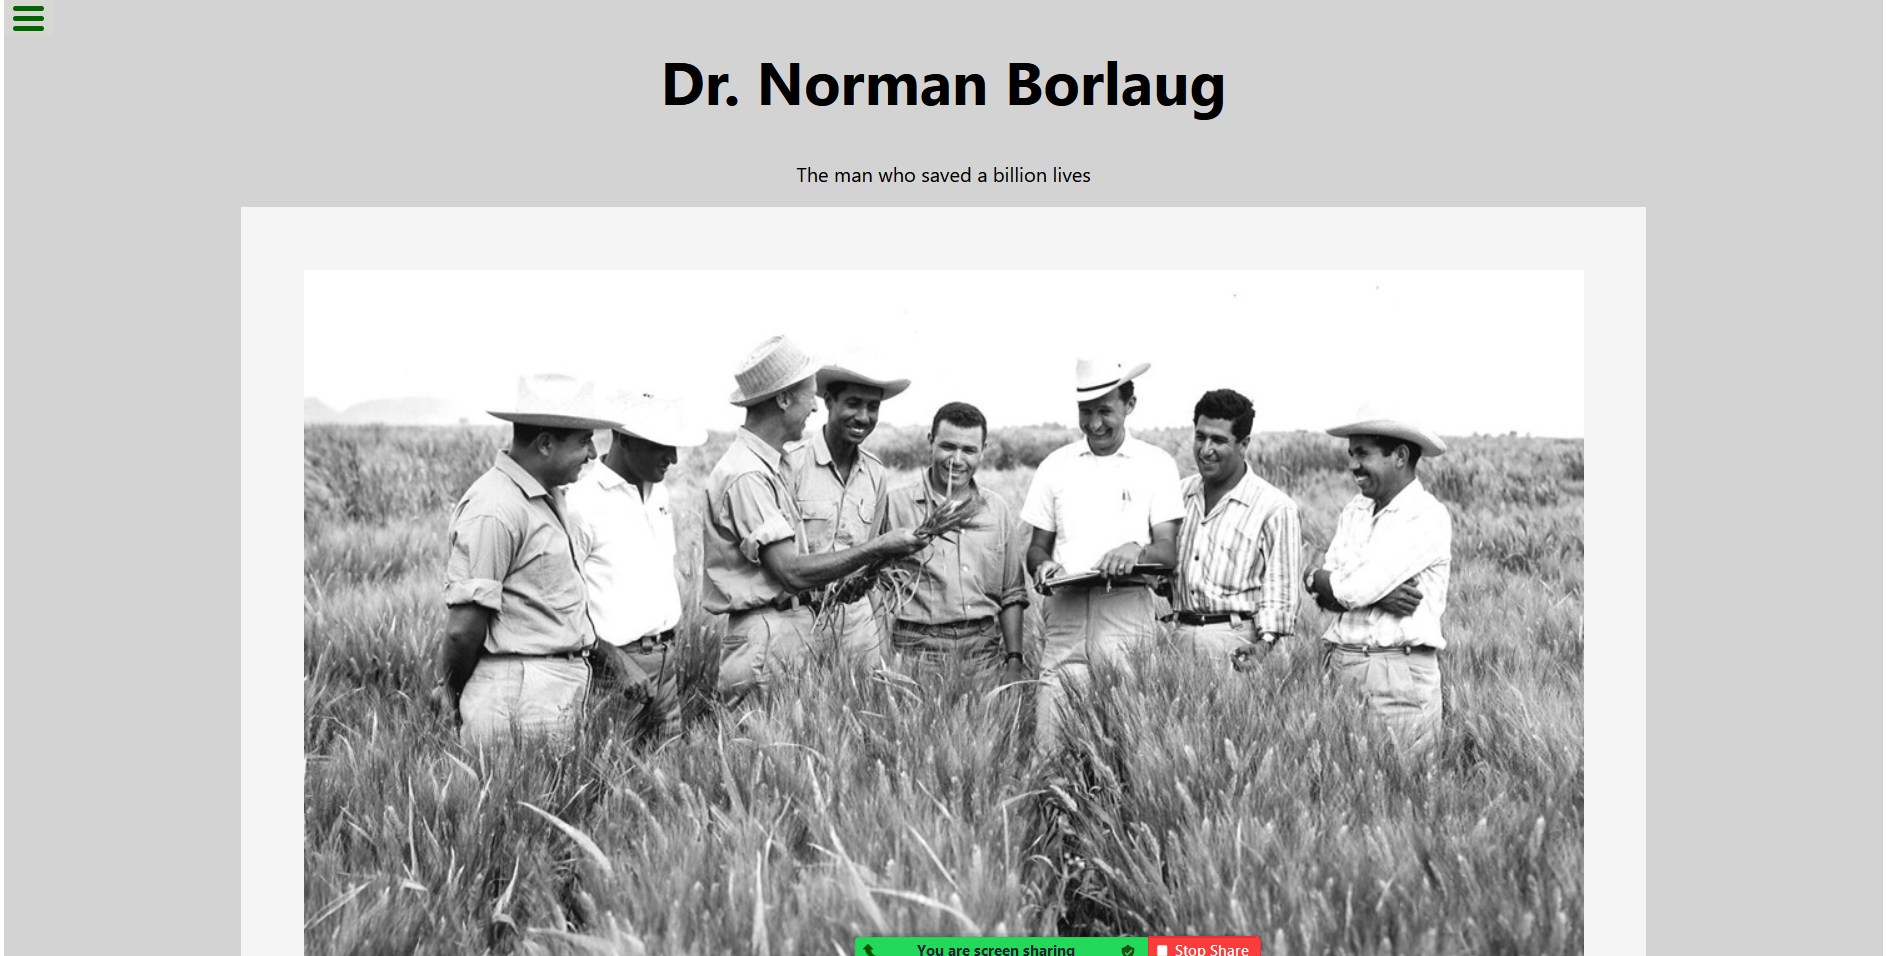 Dr. Norman Borlaug
The man who saved a billion lives
You are screen sharing
Stop Share